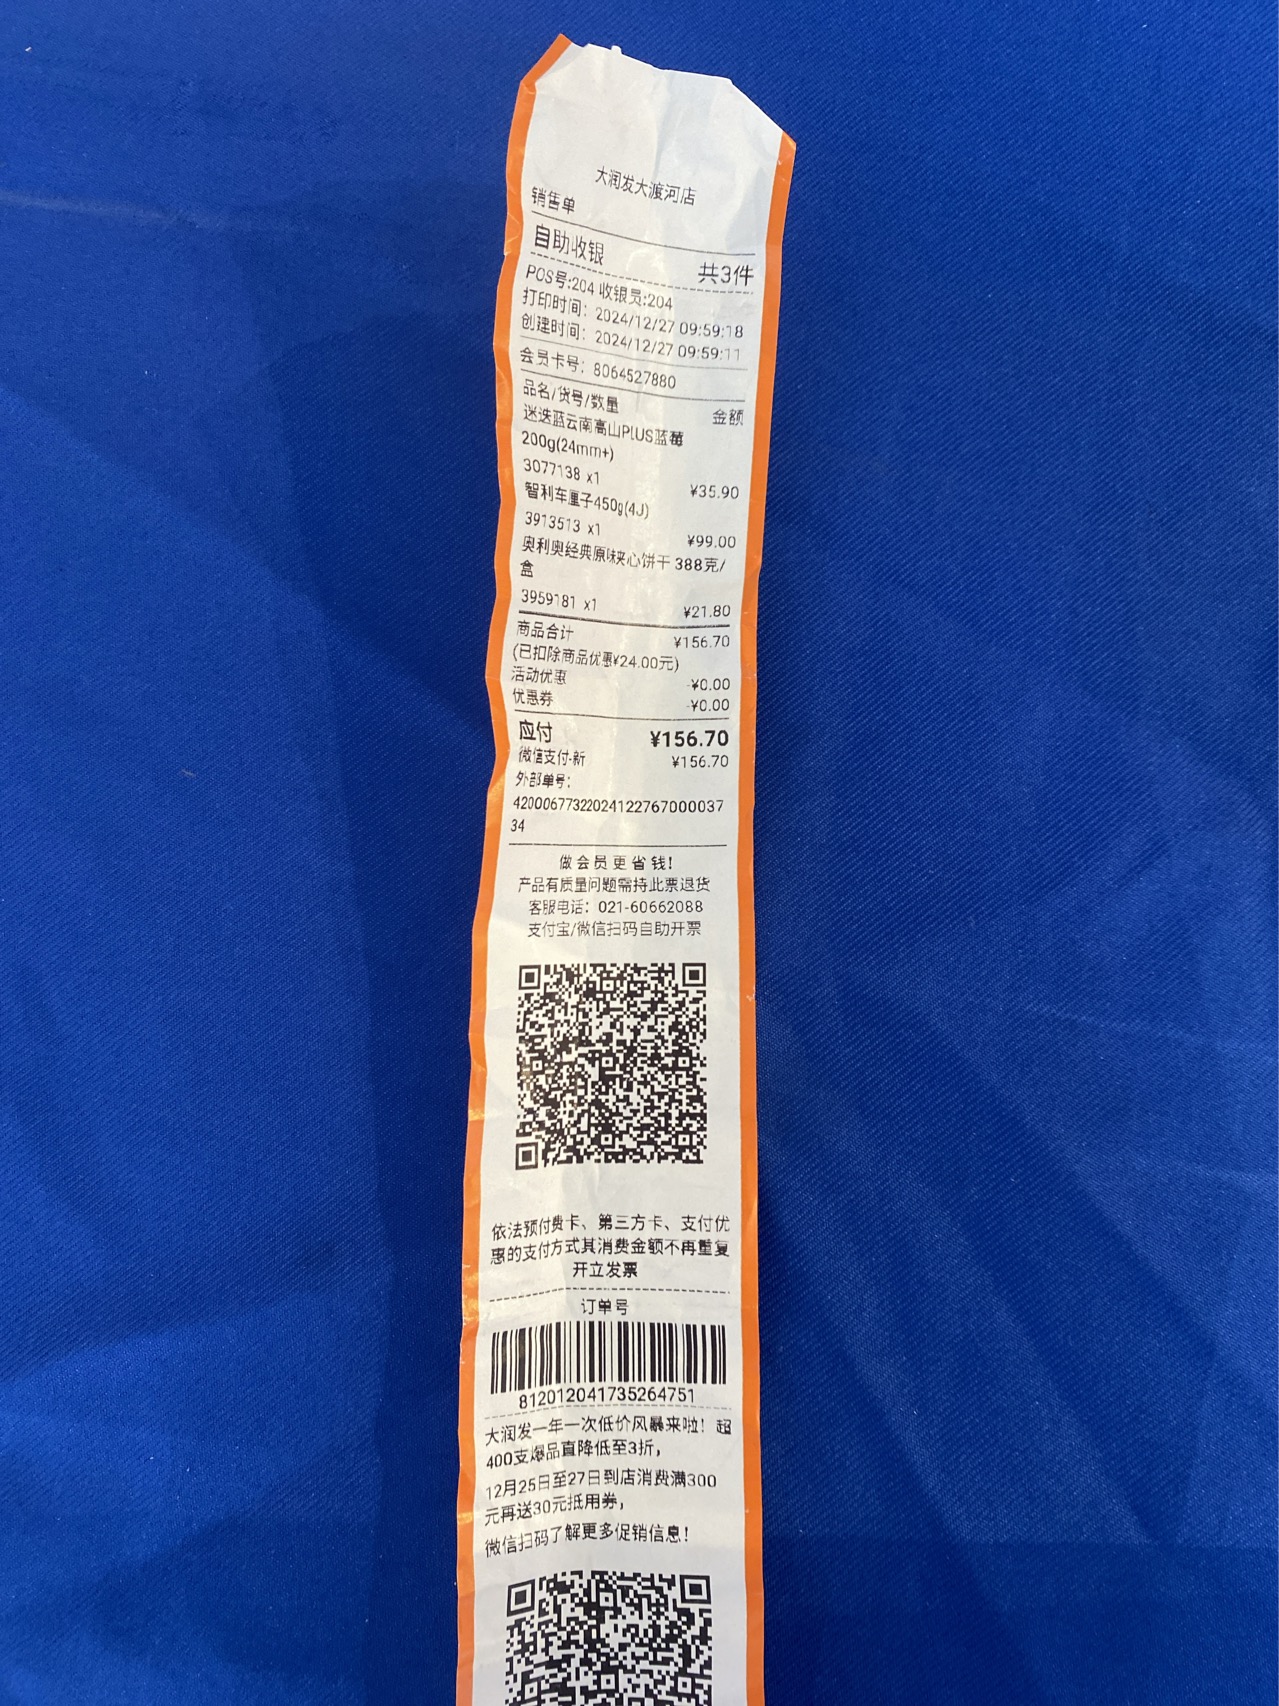 大润发大渡河店
销售单
自助收银 共3件
POS号:204 收银员:204
打印时间：2024/12/27 09:59:18
创建时间：2024/12/27 09:59:11
会员卡号：8064527880
品名/货号/数量 金额
迷迭蓝云南高山PLUS蓝莓
200g(24mm+)
3077138 x1 ¥35.90
智利车厘子450g(4J)
3913513 x1 ¥99.00
奥利奥经典原味夹心饼干 388克/
盒
3959181 x1 ¥21.80
商品合计 ¥156.70
(已扣除商品优惠¥24.00元)
活动优惠 -¥0.00
优惠券 -¥0.00
应付 ¥156.70
微信支付-新 ¥156.70
外部单号：
42000677322024122767000037
34
做会员更省钱！
产品有质量问题需持此票退货
客服电话：021-60662088
支付宝/微信扫码自助开票
依法预付费卡、第三方卡、支付优
惠的支付方式其消费金额不再重复
开立发票
订单号
812012041735264751
大润发一年一次低价风暴来啦！超
400支爆品直降低至3折，
12月25日至27日到店消费满300
元再送30元抵用券，
微信扫码了解更多促销信息！